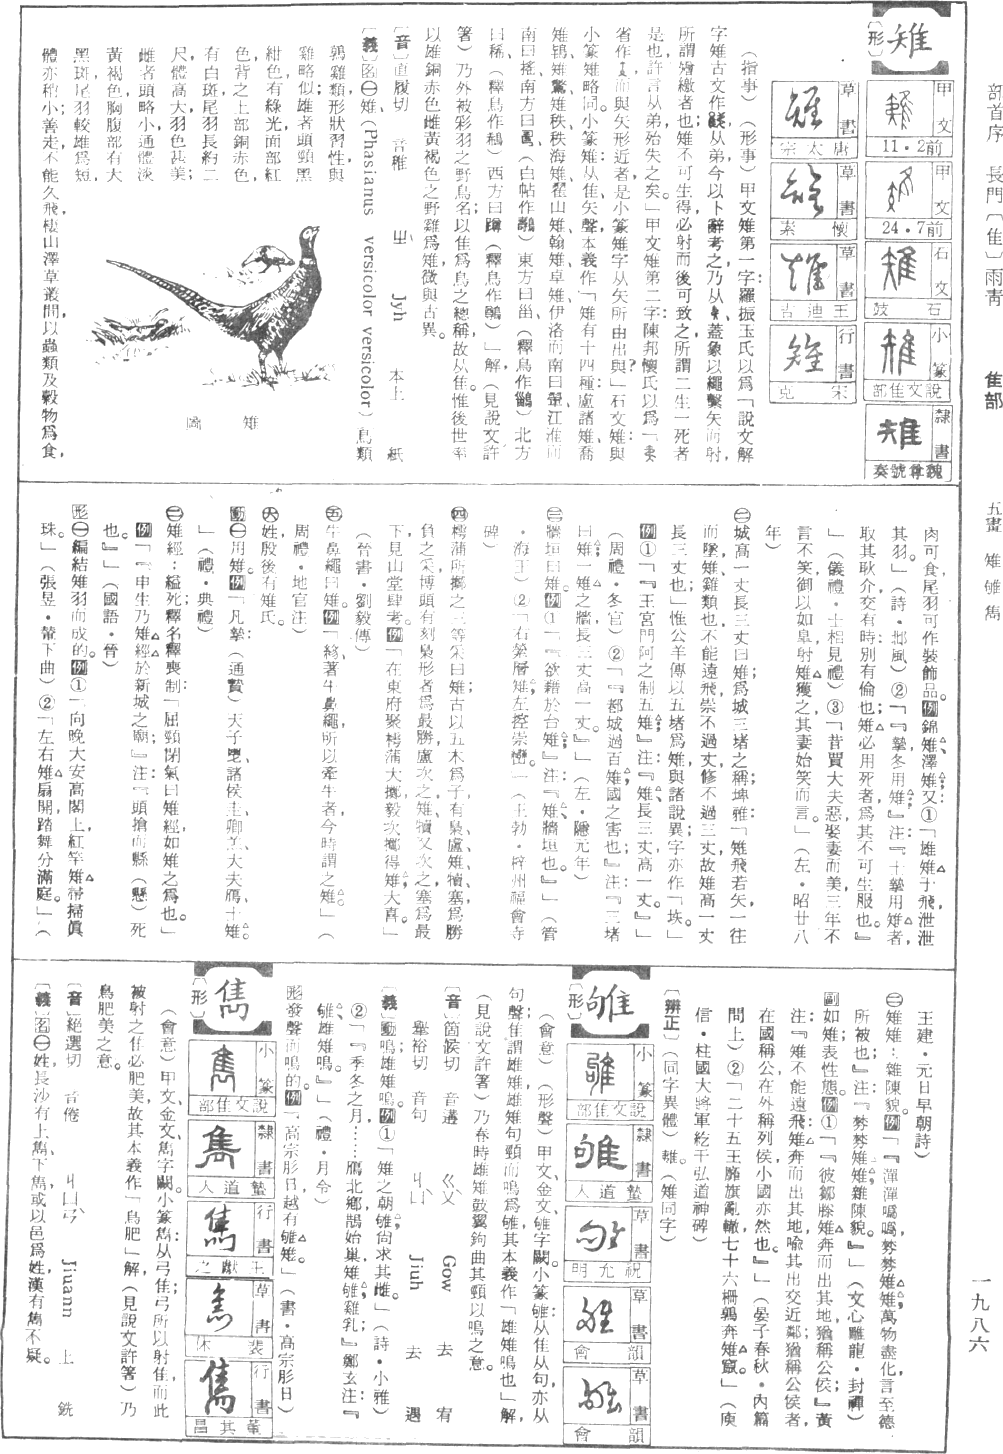 部首序 長門〔隹〕雨靑 隹部 五畫 雉 雊 雋 一九八六
雉
〔形〕
甲文 前2・11
甲文 前7・24
石文 石鼓
小篆 說文隹部
隸書 魏尊號奏
草書 唐太宗
草書 懷素
草書 王迪古
行書 宋克
（指事）（形事）甲文雉第一字羅振玉氏以爲「說文解
字雉古文作 从弟今以卜辭考之乃从 蓋象以繩繫矢而射
所謂矰繳者也雉不可生得必射而後可致之所謂二生一死者
是也許言从弟殆失之矣。」甲文雉第二字陳邦懷氏以爲「夷
省作 而與矢形近者是小篆雉字从矢所由出與」？石文雉與
小篆雉略同。小篆雉：从隹矢聲本義作「雉有十四種：盧諸雉、喬
雉、鳪雉、鷩雉、秩秩海雉、翟山雉、翰雉、卓雉、伊洛而南曰翬江淮而
南曰搖南方曰 （白帖作 ）東方曰甾（釋鳥作鶅）北方
曰稀（釋鳥作鵗）西方曰蹲（釋鳥作鷷）」解（見說文許
箸）乃外被彩羽之野鳥名以隹爲鳥之總稱故从隹。惟後世率
以雄銅赤色雌黃褐色之野雞爲雉微與古異。
〔音〕直履切 音稚 ㄓˋ Jyh 本上 紙
〔義〕囪㊀雉（Phasianus versicolor versicolor）鳥類
鶉雞類形狀習性與
雞略似雄者頭頸黑
紺色有綠光面部紅
色背之上部銅赤色
有白斑尾羽長約二
尺，體高大羽色甚美；
雌者頭略小通體淡
黃褐色胸腹部有大
黑斑尾羽較雄爲短，
體亦稍小；善走不能久飛棲山澤草叢間以蟲類及穀物爲食，
雉圖
肉可食尾羽可作裝飾品。例錦雉、澤雉。又①「雄雉于飛泄泄
其羽。」（詩・邶風）②「『摯冬用雉』注：『士摯用雉者，
取其耿介交有時別有倫也；雉必用死者爲其不可生服也。』
」（儀禮・士相見禮）③「昔賈大夫惡娶妻而美三年不
言不笑御以如皋射雉獲之其妻始笑而言。」（左・昭廿八
年）
㊁城高一丈長三丈曰雉；爲城三堵之稱埤雅：「雉飛若矢一往
而墜雉雞類也不能遠飛崇不過丈修不過三丈故雉高一丈
長三丈也；」惟公羊傳以五堵爲雉與諸說異字亦作「垁。」
例①「『王宮門阿之制五雉』注：『雉長三丈高一丈。』」
（周禮・冬官）②「『都城過百雉國之害也』注：『三堵
曰雉一雉之牆長三丈高一丈。』」（左・隱元年）
㊂牆垣曰雉例①「『欲藉於台雉』注：『雉牆垣也。』」（管
・海王）②「右縈層雉左控崇巒。」（王勃・梓州福會寺
碑）
㊃樗蒲所擲之三等采曰雉；古以五木爲子有梟盧雉犢塞爲勝
負之采博頭有刻梟形者爲最勝盧次之雉犢又次之塞爲最
下見山堂肆考。例「在東府聚樗蒲大擲毅次擲得雉大喜」
（晉書・劉毅傳）
㊄牛鼻繩曰雉。例「絼著牛鼻繩所以牽牛者今時謂之雉。」（
周禮・地官注）
㊅姓殷後有雉氏。
動㊀用雉。例「凡摯（通贄）天子鬯、諸侯圭、卿羔、大夫鴈、士雉。
」（禮・典禮）
㊁雉經：縊死釋名釋喪制：「屈頸閉氣曰雉經如雉之爲也。」
例「『申生乃雉經於新城之廟』注：『頭搶而縣（懸）死
也。』」（國語・晉）
形㊀編結雉羽而成的。例①「向晚大安高閣上紅竿雉帚掃眞
珠。」（張昱・輦下曲）②「左右雉扇開踏舞分滿庭。」（
王建・元日早朝詩）
㊁雉雉：雜陳貌。例「『渾渾噅噅棼棼雉雉；萬物盡化言至德
所被也』注：『棼棼雉雉雜陳貌。』」（文心雕龍・封禪）
副如雉表性態。例①「『彼鄒滕雉奔而出其地猶稱公侯』黃
注：『雉不能遠飛雉奔而出其地喩其出交近鄰猶稱公侯者，
在國稱公在外稱列侯小國亦然也。』」（晏子春秋・內篇
問上）②「二十五王靡旗亂轍七十六柵鶉奔雉竄。」（庾
信・柱國大將軍紇干弘道神碑）
〔辨正〕（同字異體） （雉同字）
雊
〔形〕
小篆 說文隹部
隸書 蟄道人
草書 祝允明
草書 韻會
草書 韻會
（會意）（形聲）甲文、金文、雊字闕。小篆雊：从隹从句亦从
句聲；隹謂雄雉，雄雉句頸而鳴爲雊其本義作「雄雉鳴也」解，
（見說文許箸）乃春時雄雉鼓翼鉤曲其頸以鳴之意。
〔音〕箇候切 音遘 ㄍㄡˋ Gow 去 宥
舉裕切 音句 ㄐㄩˋ Jiuh 去 遇
〔義〕動鳴雄雉鳴。例①「雉之朝雊尙求其雌。」（詩・小雅）
②「『季冬之月……鴈北鄕鵲始巢雉雊雞乳』鄭玄注：『
雊雄雉鳴。』」（禮・月令）
形發聲而鳴的。例「高宗肜日越有雊雉。」（書・高宗肜日）
雋
〔形〕
小篆 說文隹部
隸書 蟄道人
行書 王獻之
草書 裴休
行書 董其昌
（會意）甲文、金文、雋字闕。小篆雋：从弓隹；弓所以射隹而此
被射之隹必肥美，故其本義作「鳥肥」解（見說文許箸）乃
鳥肥美之意。
〔音〕絕選切 音倦 ㄐㄩㄢˋ Jiuann 上 銑
〔義〕囪㊀姓長沙有上雋、下雋或以邑爲姓漢有雋不疑。